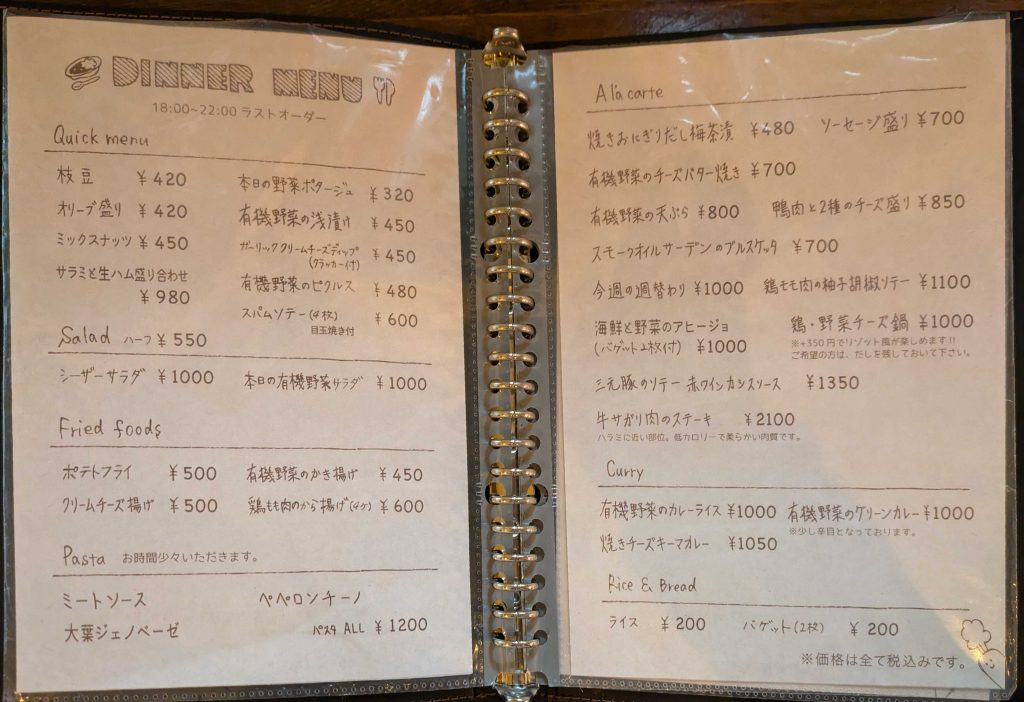 DINNER MENU
18:00~22:00 ラストオーダー
Quick menu
枝豆 ¥420
オリーブ盛り ¥420
ミックスナッツ ¥450
サラミと生ハム盛り合わせ
¥980
本日の野菜ポタージュ ¥320
有機野菜の浅漬け ¥450
ガーリッククリームチーズディップ
(クラッカー付) ¥450
有機野菜のピクルス ¥480
スパムソテー(4枚) ¥600
目玉焼き付
Salad ハーフ ¥550
シーザーサラダ ¥1000 本日の有機野菜サラダ ¥1000
Fried foods
ポテトフライ ¥500 有機野菜のかき揚げ ¥450
クリームチーズ揚げ ¥500 鶏もも肉のから揚げ(4ケ) ¥600
Pasta お時間少々いただきます。
ミートソース ペペロンチーノ
大葉ジェノベーゼ パスタ ALL ¥1200
A la carte
焼きおにぎりだし梅茶漬 ¥480 ソーセージ盛り ¥700
有機野菜のチーズバター焼き ¥700
有機野菜の天ぷら ¥800 鴨肉と2種のチーズ盛り ¥850
スモークオイルサーデンのブルスケッタ ¥700
今週の週替わり ¥1000 鶏もも肉の柚子胡椒ソテー ¥1100
海鮮と野菜のアヒージョ
(バゲット2枚付) ¥1000
鶏・野菜チーズ鍋 ¥1000
※+350円でリゾット風が楽しめます!!
ご希望の方は、だしを残しておいて下さい。
三元豚のソテー 赤ワインカシスソース ¥1350
牛サガリ肉のステーキ ¥2100
ハラミに近い部位。低カロリーで柔らかい肉質です。
Curry
有機野菜のカレーライス ¥1000 有機野菜のグリーンカレー ¥1000
※少し辛目となっております。
焼きチーズキーマカレー ¥1050
Rice & Bread
ライス ¥200 バゲット(2枚) ¥200
※価格は全て税込みです。